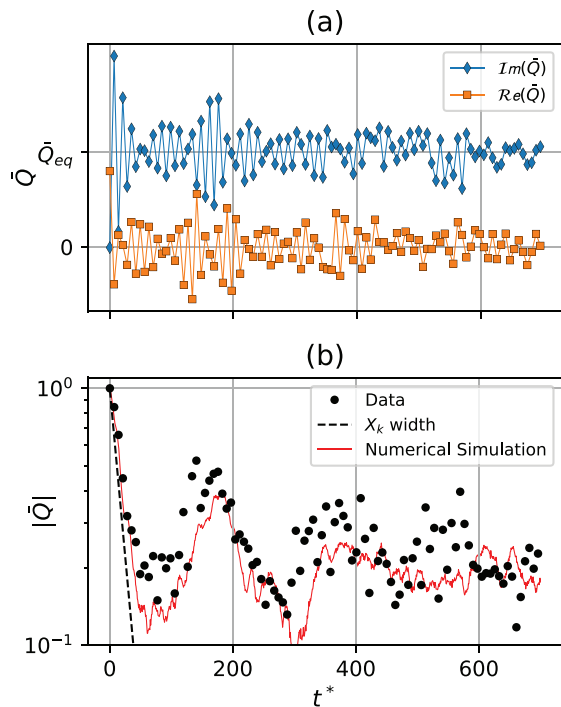 (a)
Im(Q̄)
Re(Q̄)
Q̄
Q̄eq
0
(b)
10⁰
Data
Xₖ width
Numerical Simulation
|Q̄|
10⁻¹
0 200 400 600
t*